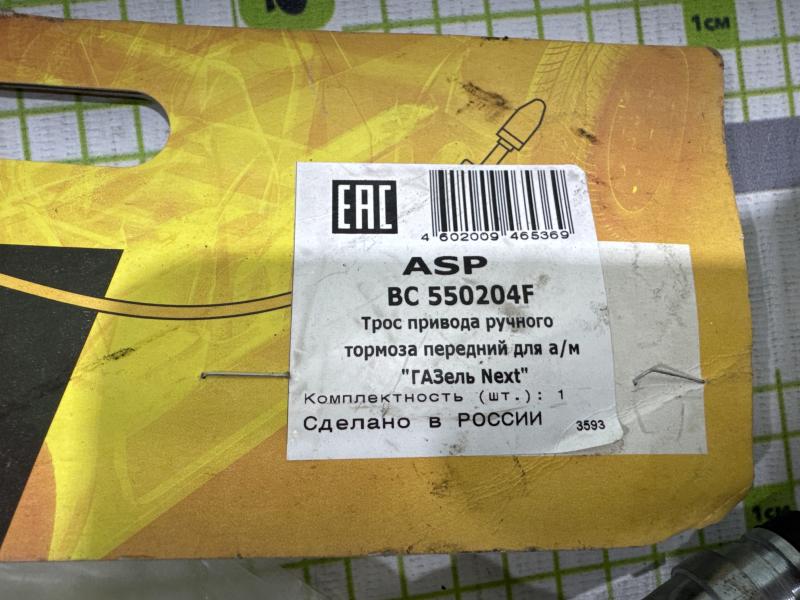 1см
EAC
4 602009 465369
ASP
BC 550204F
Трос привода ручного
тормоза передний для а/м
"ГАЗель Next"
Комплектность (шт.): 1
Сделано в РОССИИ
3593
1см